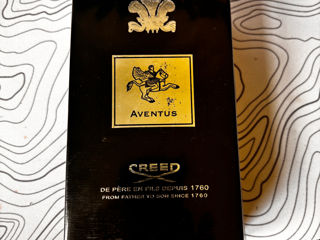 AVENTUS
CREED
DE PÈRE EN FILS DEPUIS 1760
FROM FATHER TO SON SINCE 1760